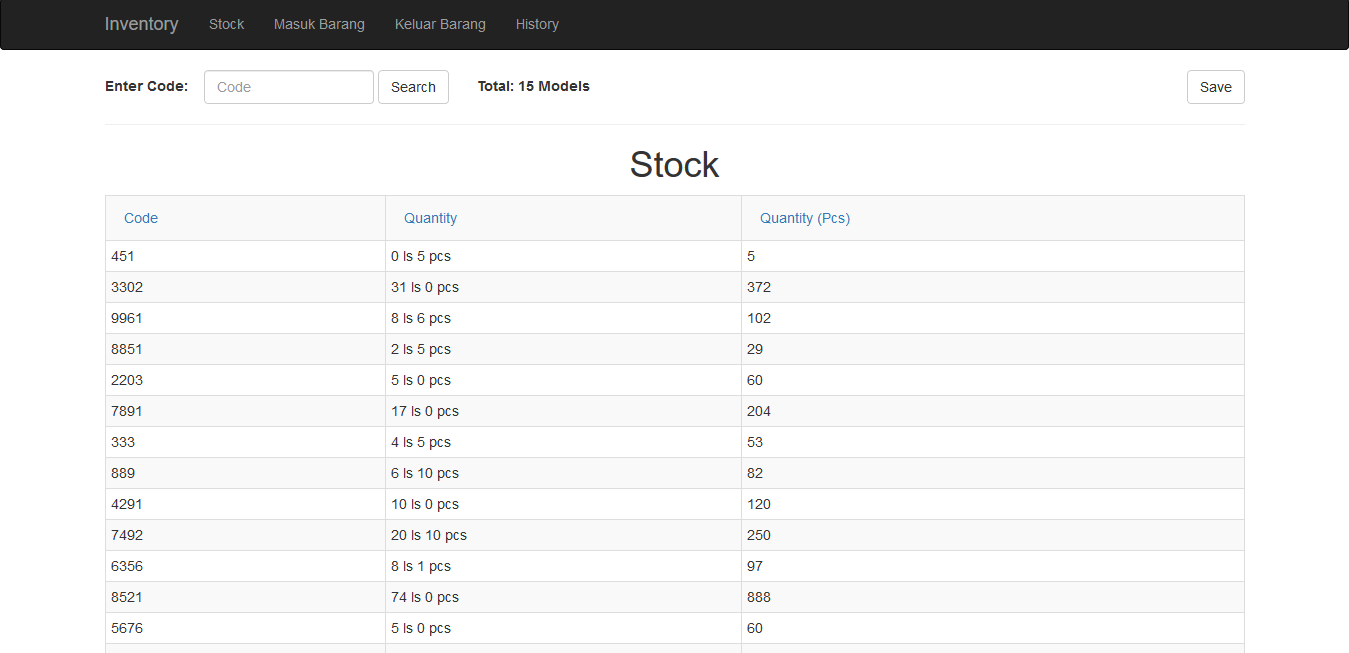 Inventory Stock Masuk Barang Keluar Barang History
Enter Code: Code Search Total: 15 Models Save
Stock
Code Quantity Quantity (Pcs)
451 0 ls 5 pcs 5
3302 31 ls 0 pcs 372
9961 8 ls 6 pcs 102
8851 2 ls 5 pcs 29
2203 5 ls 0 pcs 60
7891 17 ls 0 pcs 204
333 4 ls 5 pcs 53
889 6 ls 10 pcs 82
4291 10 ls 0 pcs 120
7492 20 ls 10 pcs 250
6356 8 ls 1 pcs 97
8521 74 ls 0 pcs 888
5676 5 ls 0 pcs 60